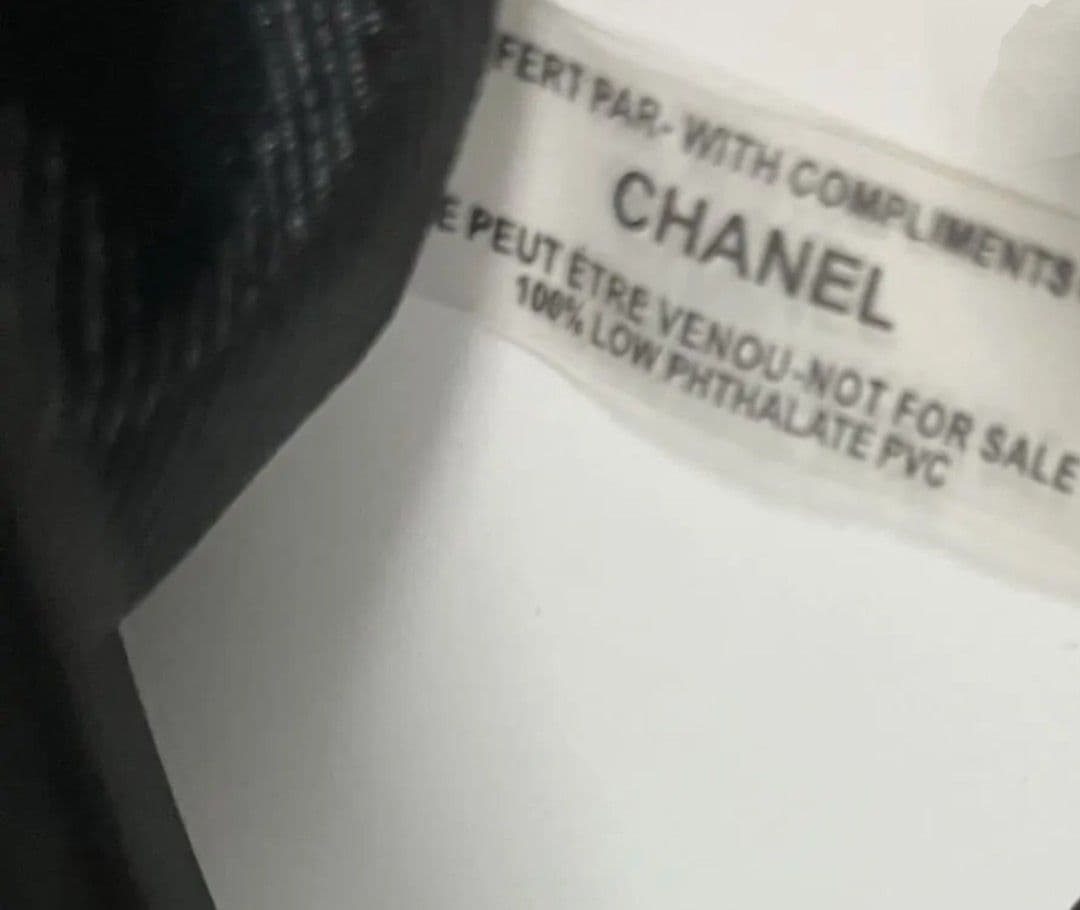 FERT PAR- WITH COMPLIMENTS
CHANEL
E PEUT ÊTRE VENOU-NOT FOR SALE
100% LOW PHTHALATE PVC